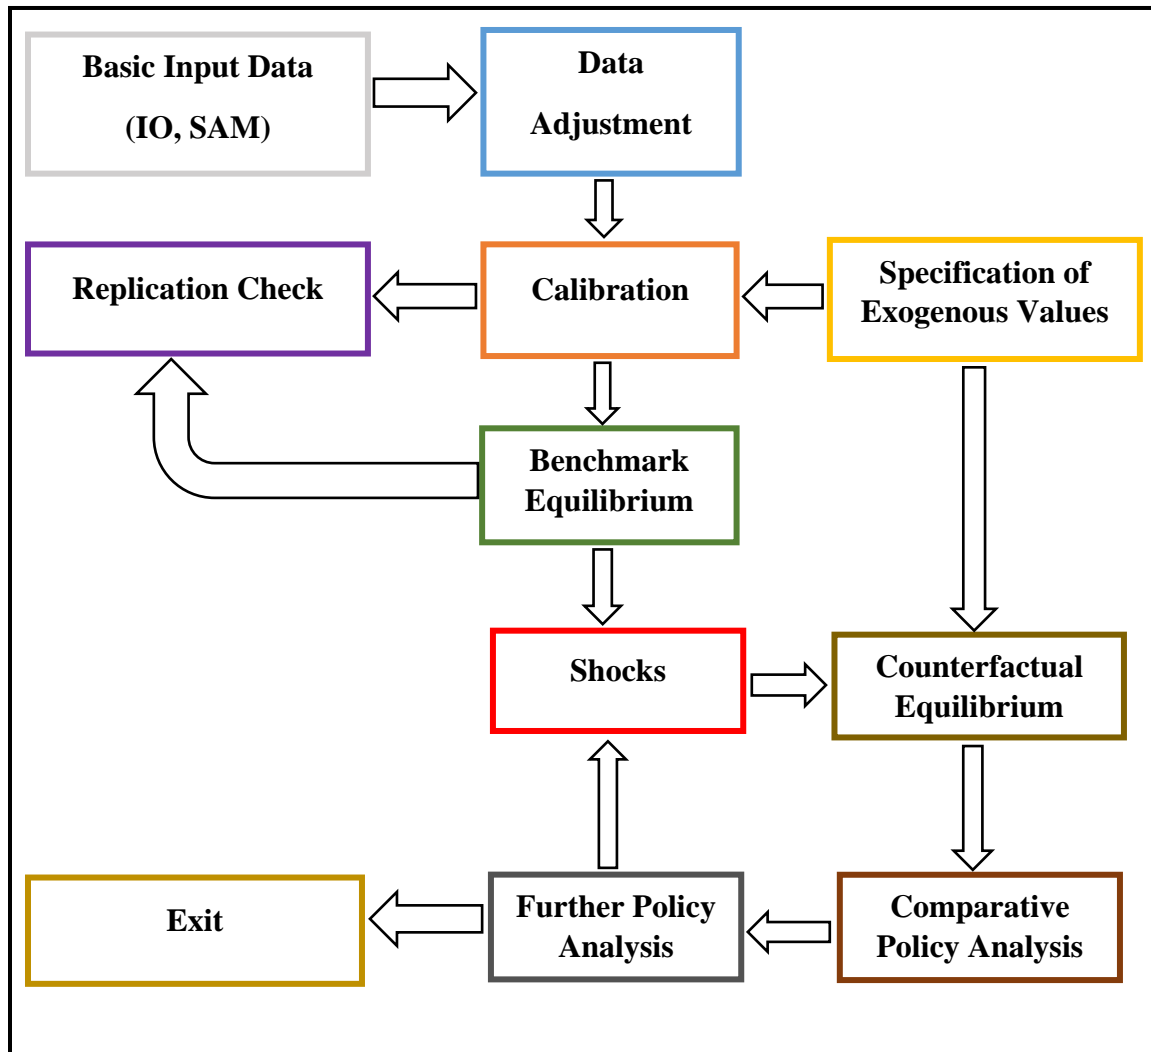 Basic Input Data
(IO, SAM)
Data
Adjustment
Replication Check
Calibration
Specification of
Exogenous Values
Benchmark
Equilibrium
Shocks
Counterfactual
Equilibrium
Exit
Further Policy
Analysis
Comparative
Policy Analysis